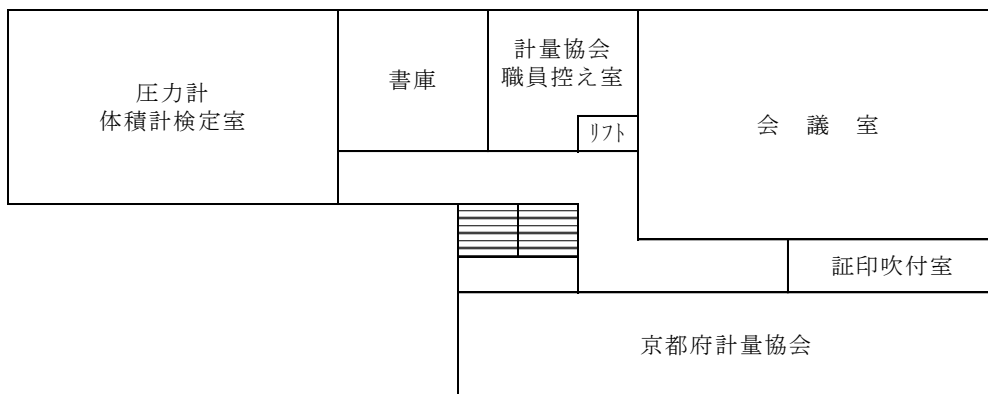 圧力計
体積計検定室
書庫
計量協会
職員控え室
ﾘﾌﾄ
会　議　室
証印吹付室
京都府計量協会